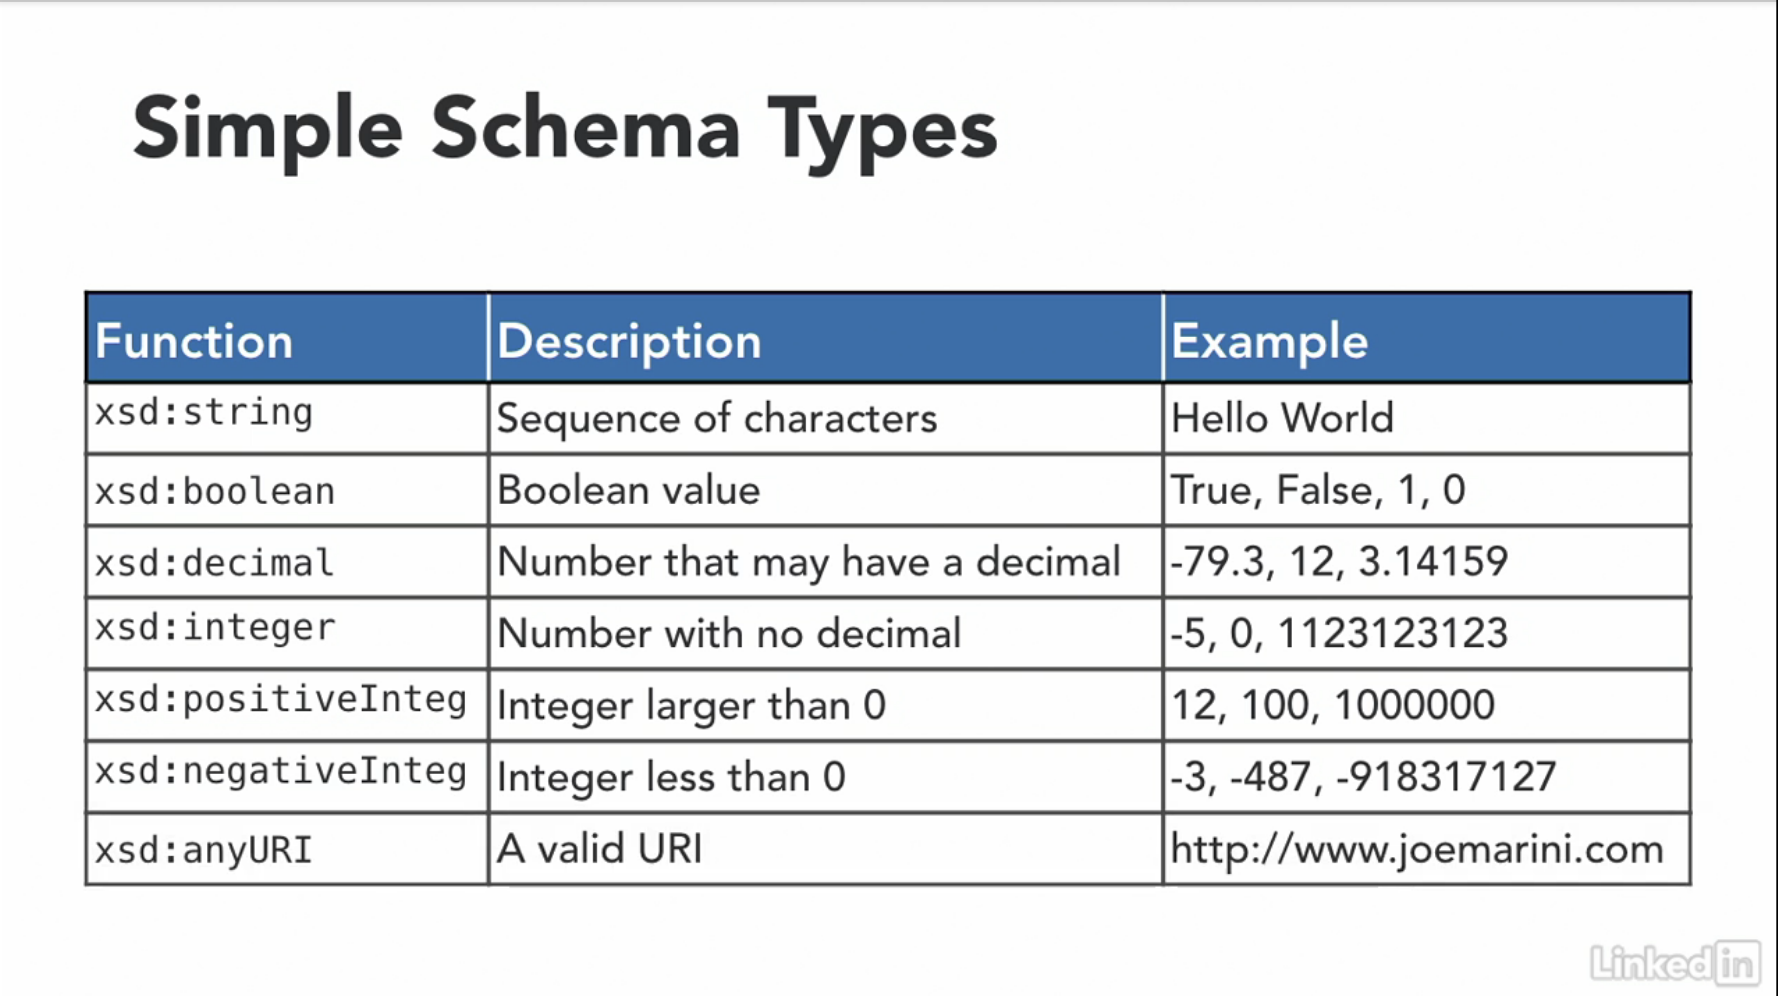 Simple Schema Types
Function Description Example
xsd:string Sequence of characters Hello World
xsd:boolean Boolean value True, False, 1, 0
xsd:decimal Number that may have a decimal -79.3, 12, 3.14159
xsd:integer Number with no decimal -5, 0, 1123123123
xsd:positiveInteg Integer larger than 0 12, 100, 1000000
xsd:negativeInteg Integer less than 0 -3, -487, -918317127
xsd:anyURI A valid URI http://www.joemarini.com
Linked in